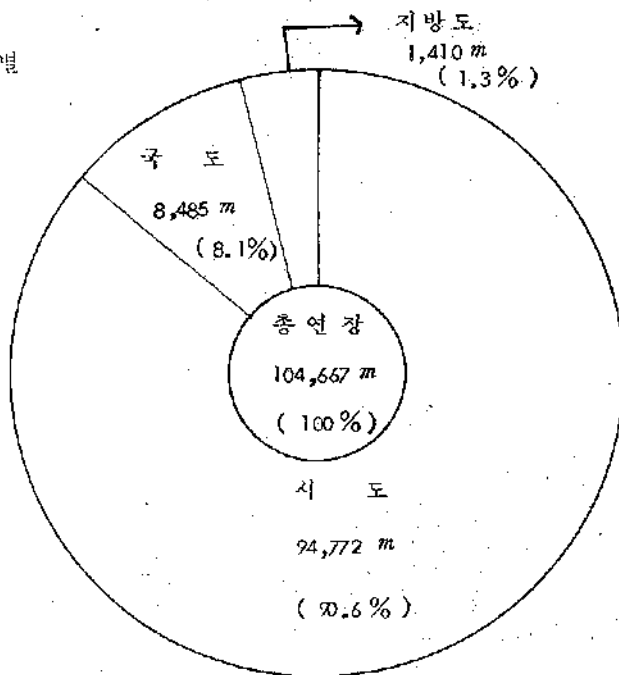 지방도
1,410 m
( 1.3% )
별
국 도
8,485 m
( 8.1%)
총 연 장
104,667 m
( 100% )
시 도
94,772 m
( 90.6% )